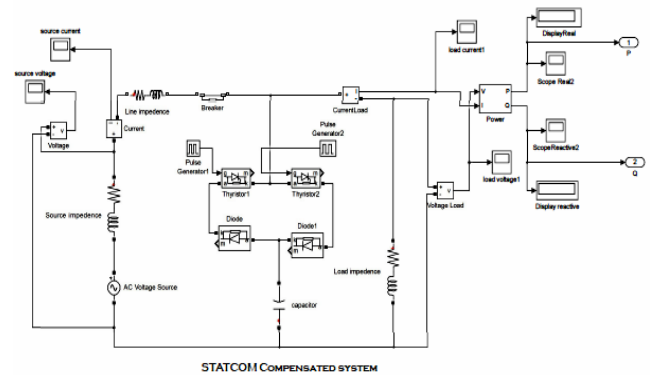 source current
source voltage
Voltage
Current
Line impedence
Breaker
CurrentLoad
load current1
DisplayReal
1
P
Scope Real2
V
I
P
Q
Power
ScopeReactive2
2
Q
Display reactive
load voltage1
Voltage Load
Pulse
Generator1
Pulse
Generator2
Thyristor1
Thyristor2
Diode
Diode1
Source impedence
Load impedence
AC Voltage Source
capacitor
STATCOM COMPENSATED SYSTEM